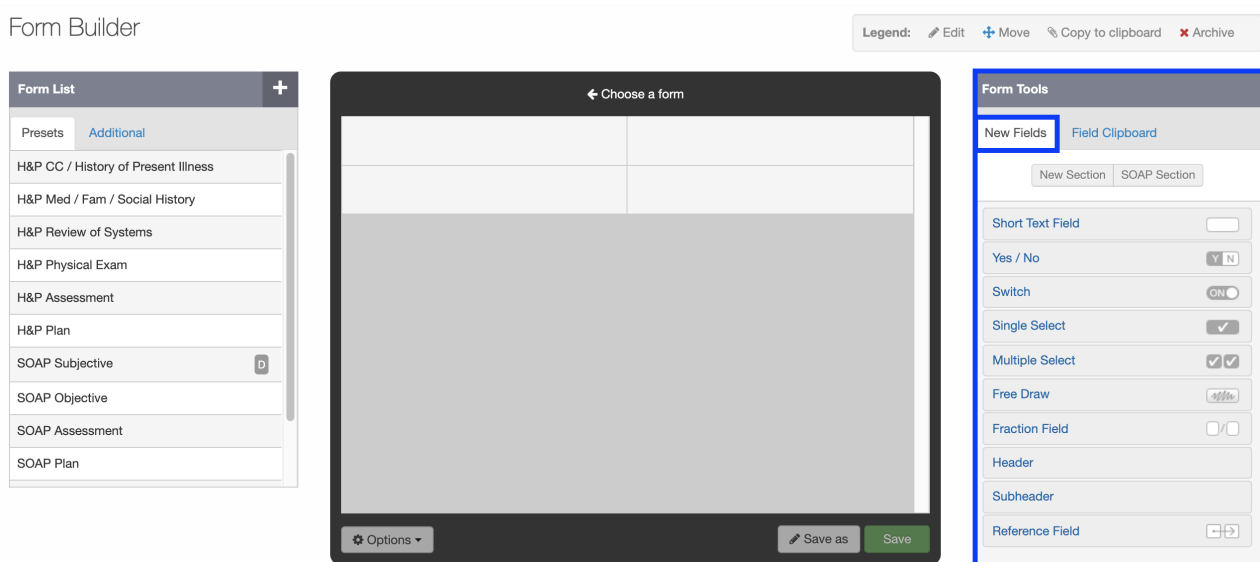 Form Builder
Legend: Edit Move Copy to clipboard Archive
Form List
Presets Additional
H&P CC / History of Present Illness
H&P Med / Fam / Social History
H&P Review of Systems
H&P Physical Exam
H&P Assessment
H&P Plan
SOAP Subjective D
SOAP Objective
SOAP Assessment
SOAP Plan
Choose a form
Options
Save as Save
Form Tools
New Fields Field Clipboard
New Section SOAP Section
Short Text Field
Yes / No Y N
Switch ON
Single Select
Multiple Select
Free Draw
Fraction Field /
Header
Subheader
Reference Field